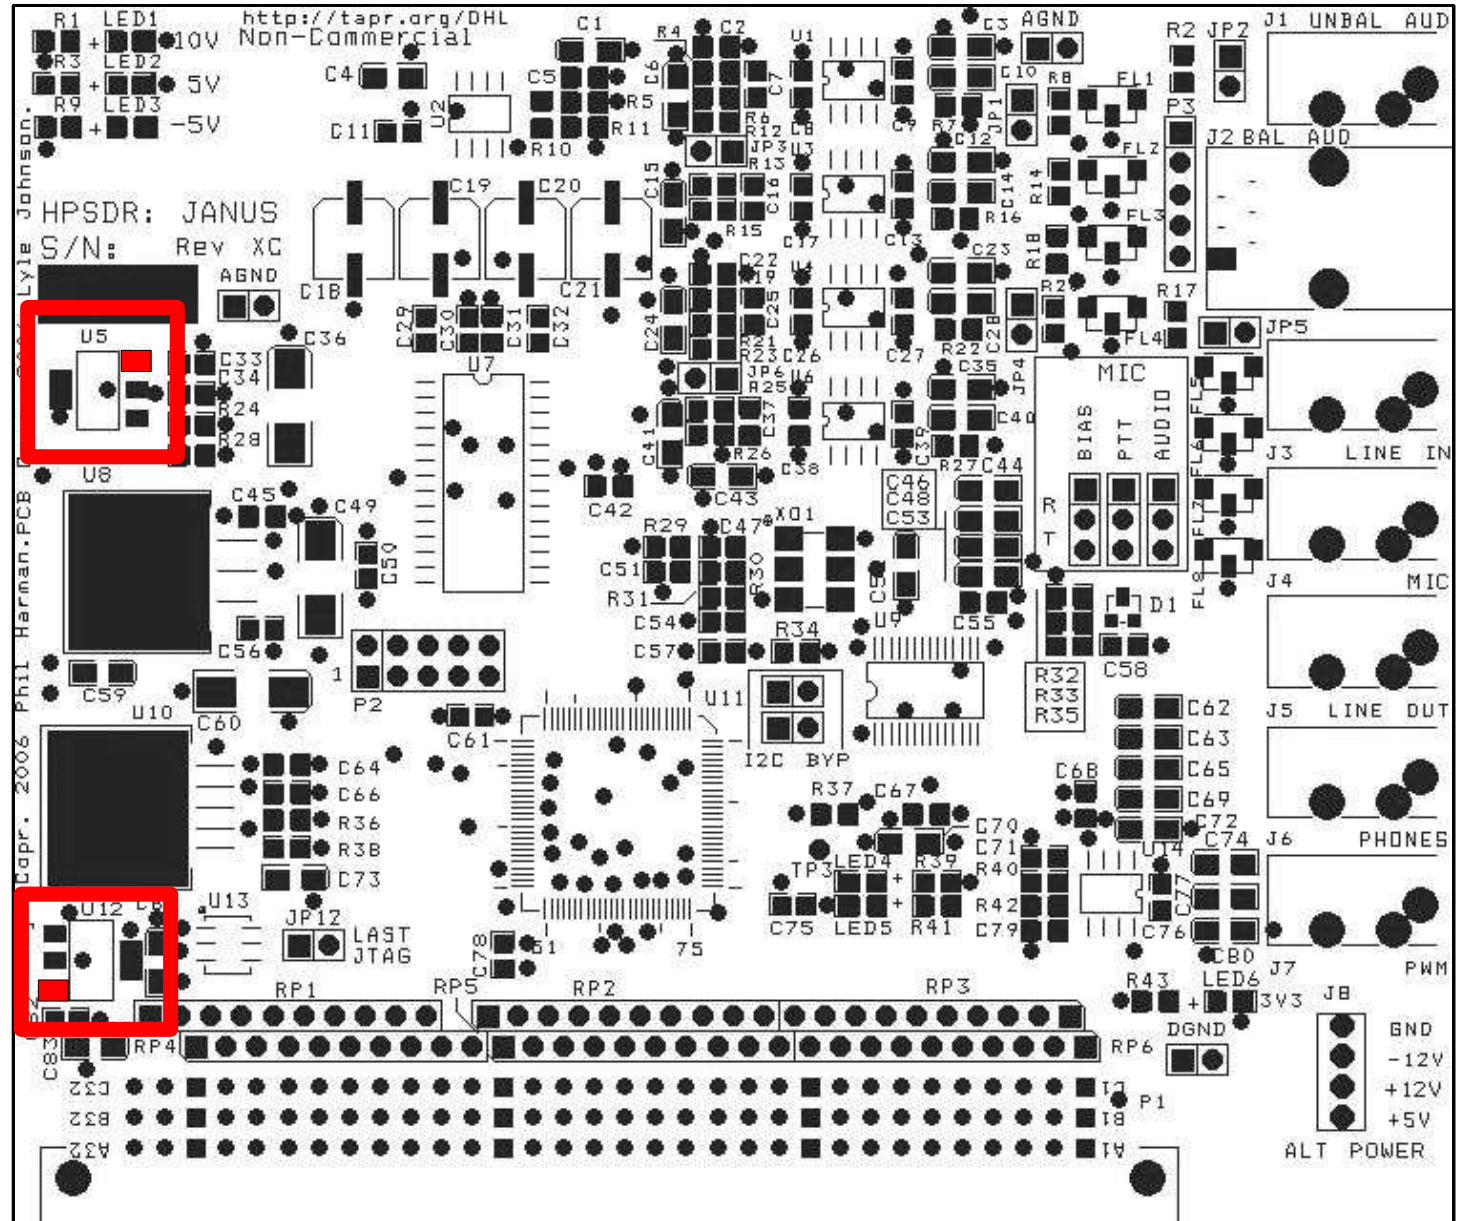 R1 LED1 http://tapr.org/OHL C1 R4 C2 U1 C3 AGND R2 JP2 J1 UNBAL AUD
+ 10V Non-Commercial
R3 LED2 C4 C5 C6 C7 C10 R8 FL1
+ 5V U2 R5 R6 JP1 P3
R9 LED3 C11 R11 R12 C8 C9 R7
+ -5V R10 JP3 U3 C12 FL2 J2 BAL AUD
R13
C19 C20 C15 C16 C14 R14
HPSDR: JANUS R15 R16 FL3
S/N: Rev XC C17 C13 C23 R18
AGND C18 C21 C22 R19 U4
C24 C25 C28 R17
U5 C36 C29 C30 C31 C32 R21 R22 FL4 JP5
C33 R23 C26 C27 C35 JP4 MIC
C34 U7 JP6 U6
R24 R25 C37 C40 BIAS PTT AUDIO FL5
R28 C41 R26 C39 R27 FL6 J3 LINE IN
U8 C38 C44
C45 C49 C42 C43 C46
C48 R FL7
C53 T
C50 R29 C47 XO1
C51 R30 FL8 J4 MIC
R31 D1
C56 C54 U9 C55
C57 R34 C58
C59 1 R32
P2 R33
C60 U11 R35 C62 J5 LINE OUT
U10 C61 C63
I2C BYP
C64 C68 C65
C66 R37 C67 C69
R36 C70 C72 J6 PHONES
R38 C71 U14 C74
C73 TP3 LED4 + R39 R40 C77
U12 U13 JP12 + R42
LAST C75 LED5 R41 C79 C76
JTAG C78 51 75 C80 J7 PWM
RP1 RP5 RP2 RP3 R43 LED6 J8
+ 3V3 GND
C83 RP4 RP6 DGND -12V
C32 C1 +12V
B32 B1 P1 +5V
A32 A1 ALT POWER
Capr. 2006 Phil Harman.PCB
Lyle Johnson.